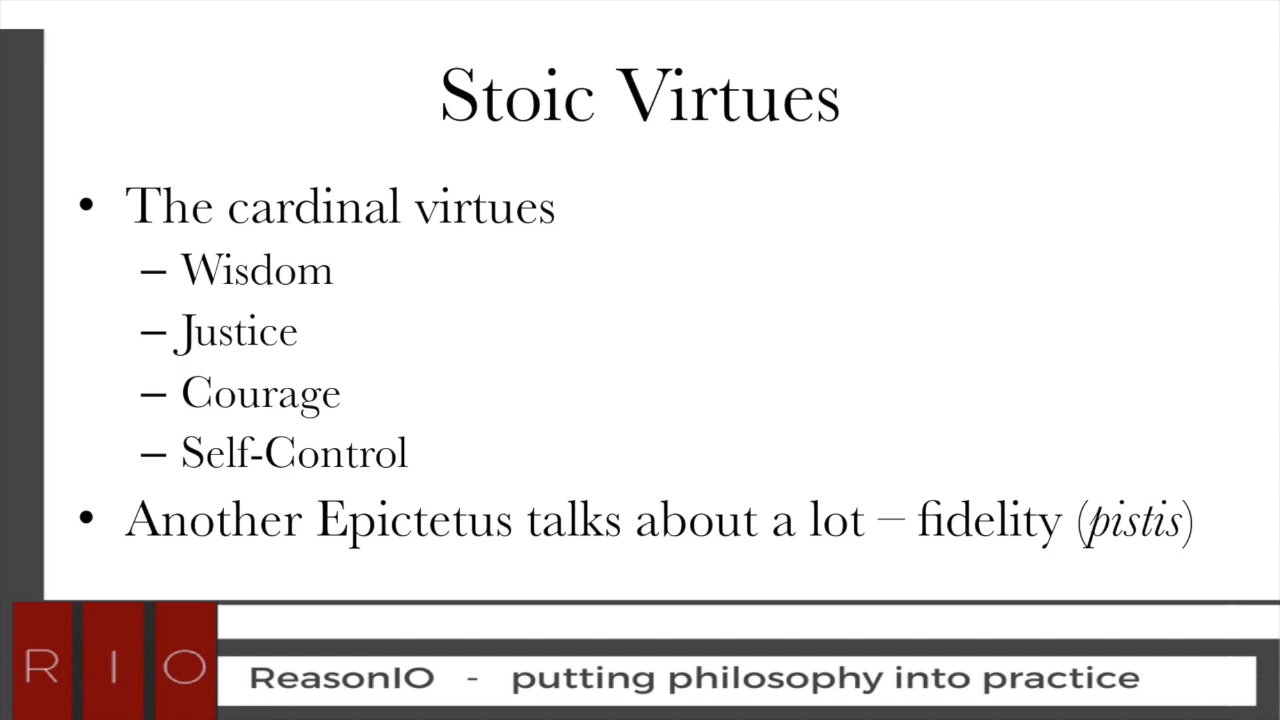 Stoic Virtues
• The cardinal virtues
– Wisdom
– Justice
– Courage
– Self-Control
• Another Epictetus talks about a lot – fidelity (pistis)
R I O
ReasonIO - putting philosophy into practice